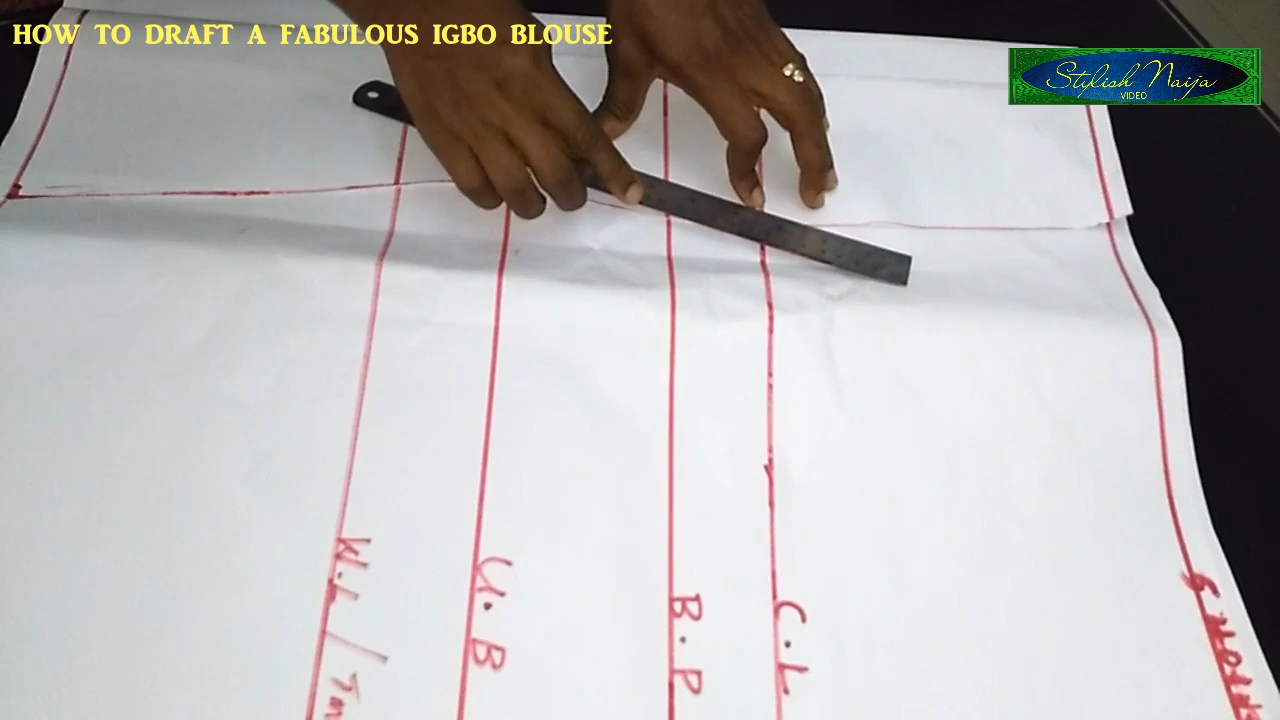 HOW TO DRAFT A FABULOUS IGBO BLOUSE
Stylish Naija
VIDEO
W.L /
U.B
B.P
C.L